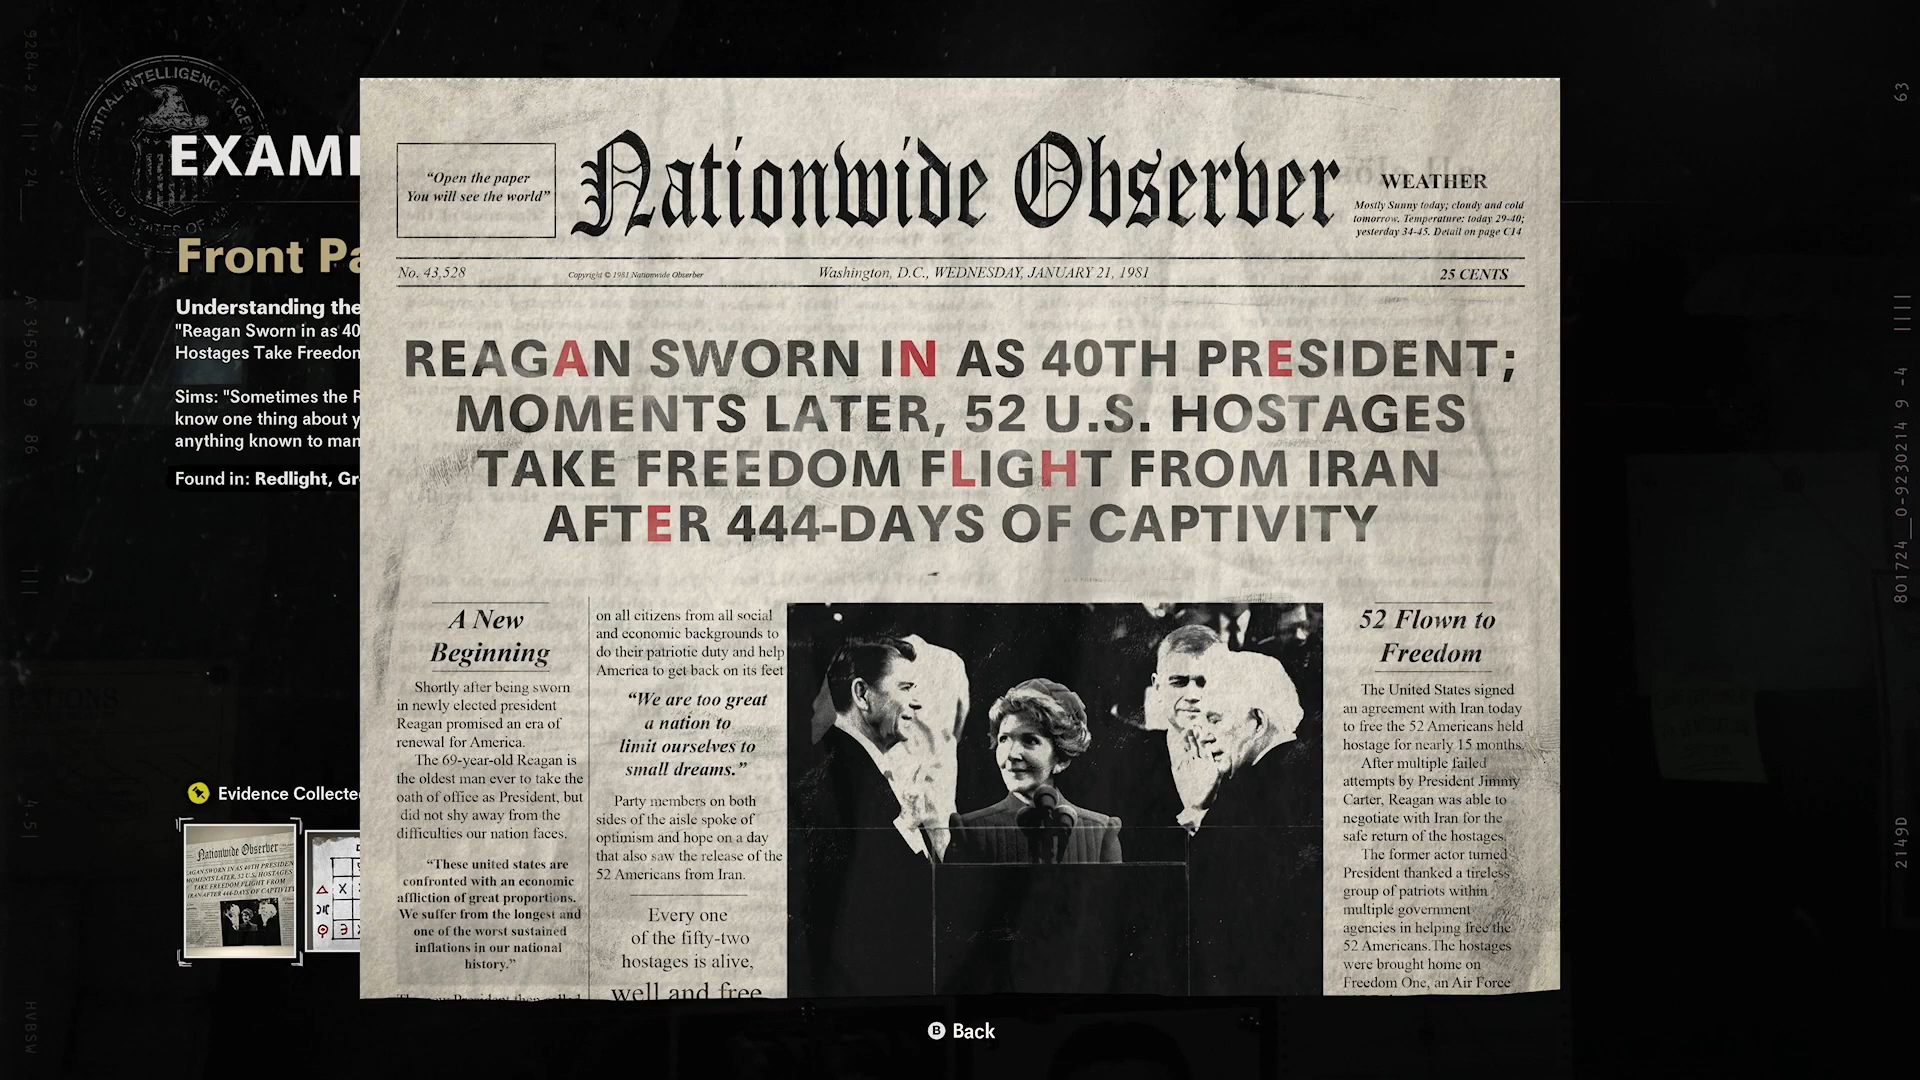 CENTRAL INTELLIGENCE AGENCY
EXAMI
Front Pa
Understanding the
"Reagan Sworn in as 40
Hostages Take Freedom
Sims: "Sometimes the R
know one thing about y
anything known to man
Found in: Redlight, Gr
Evidence Collected
"Open the paper
You will see the world"
Nationwide Observer
WEATHER
Mostly Sunny today; cloudy and cold
tomorrow. Temperature: today 29-40;
yesterday 34-45. Detail on page C14
No. 43,528
Copyright © 1981 Nationwide Obserber
Washington, D.C., WEDNESDAY, JANUARY 21, 1981
25 CENTS
REAGAN SWORN IN AS 40TH PRESIDENT;
MOMENTS LATER, 52 U.S. HOSTAGES
TAKE FREEDOM FLIGHT FROM IRAN
AFTER 444-DAYS OF CAPTIVITY
A New
Beginning
Shortly after being sworn
in newly elected president
Reagan promised an era of
renewal for America.
The 69-year-old Reagan is
the oldest man ever to take the
oath of office as President, but
did not shy away from the
difficulties our nation faces.
"These united states are
confronted with an economic
affliction of great proportions.
We suffer from the longest and
one of the worst sustained
inflations in our national
history."
on all citizens from all social
and economic backgrounds to
do their patriotic duty and help
America to get back on its feet
"We are too great
a nation to
limit ourselves to
small dreams."
Party members on both
sides of the aisle spoke of
optimism and hope on a day
that also saw the release of the
52 Americans from Iran.
Every one
of the fifty-two
hostages is alive,
well and free
52 Flown to
Freedom
The United States signed
an agreement with Iran today
to free the 52 Americans held
hostage for nearly 15 months.
After multiple failed
attempts by President Jimmy
Carter, Reagan was able to
negotiate with Iran for the
safe return of the hostages.
The former actor turned
President thanked a tireless
group of patriots within
multiple government
agencies in helping free the
52 Americans. The hostages
were brought home on
Freedom One, an Air Force
B Back